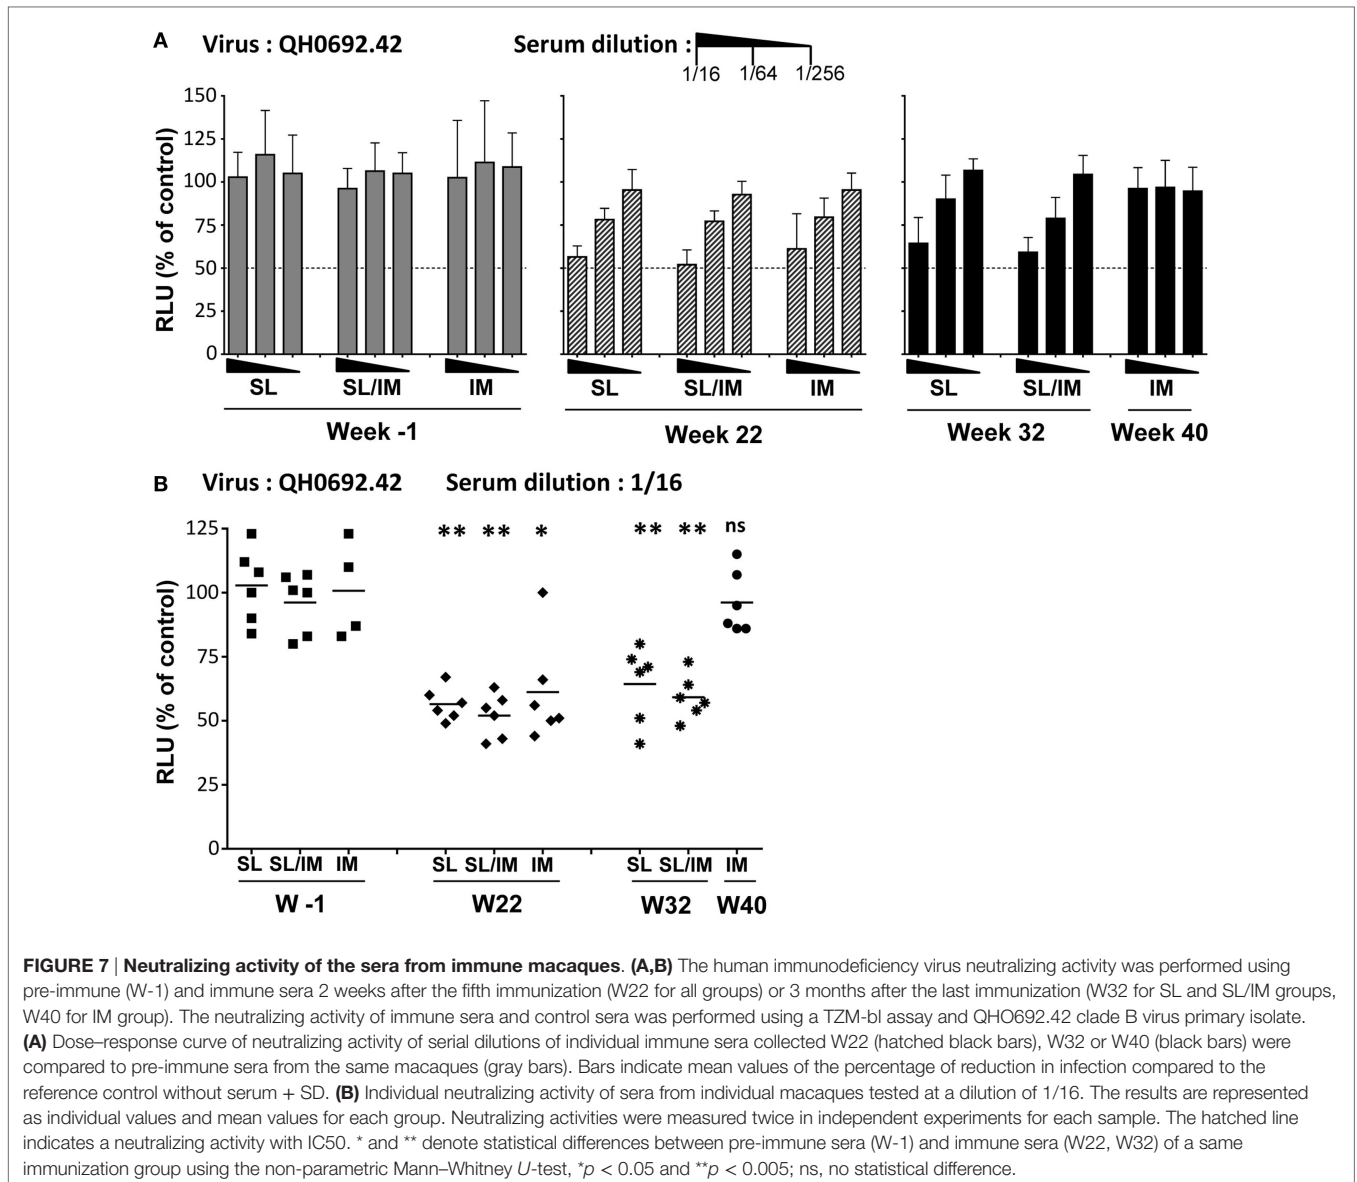 A Virus : QH0692.42 Serum dilution :
1/16 1/64 1/256
RLU (% of control)
150
125
100
75
50
25
0
SL SL/IM IM SL SL/IM IM SL SL/IM IM
Week -1 Week 22 Week 32 Week 40
B Virus : QH0692.42 Serum dilution : 1/16
RLU (% of control)
125
100
75
50
25
0
** ** * ** ** ns
SL SL/IM IM SL SL/IM IM SL SL/IM IM
W -1 W22 W32 W40
FIGURE 7 | Neutralizing activity of the sera from immune macaques. (A,B) The human immunodeficiency virus neutralizing activity was performed using
pre-immune (W-1) and immune sera 2 weeks after the fifth immunization (W22 for all groups) or 3 months after the last immunization (W32 for SL and SL/IM groups,
W40 for IM group). The neutralizing activity of immune sera and control sera was performed using a TZM-bl assay and QHO692.42 clade B virus primary isolate.
(A) Dose–response curve of neutralizing activity of serial dilutions of individual immune sera collected W22 (hatched black bars), W32 or W40 (black bars) were
compared to pre-immune sera from the same macaques (gray bars). Bars indicate mean values of the percentage of reduction in infection compared to the
reference control without serum + SD. (B) Individual neutralizing activity of sera from individual macaques tested at a dilution of 1/16. The results are represented
as individual values and mean values for each group. Neutralizing activities were measured twice in independent experiments for each sample. The hatched line
indicates a neutralizing activity with IC50. * and ** denote statistical differences between pre-immune sera (W-1) and immune sera (W22, W32) of a same
immunization group using the non-parametric Mann–Whitney U-test, *p < 0.05 and **p < 0.005; ns, no statistical difference.